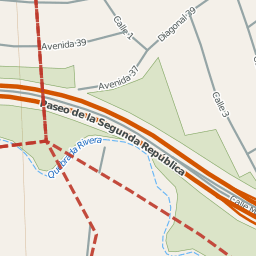 Calle 1
Diagonal 39
Avenida 39
Avenida 37
Calle 3
Paseo de la Segunda República
Quebrada Rivera